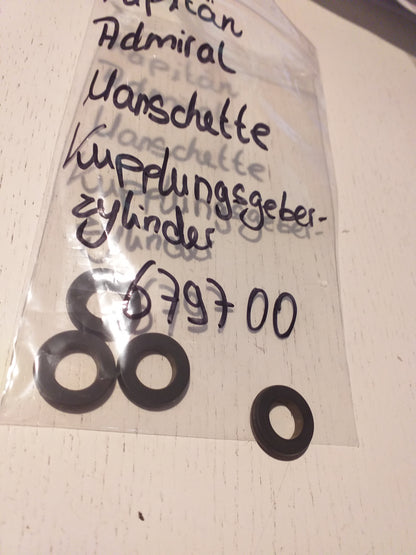 Kapitän
Admiral
Manschette
Kupplungsgeber-
zylinder
679700